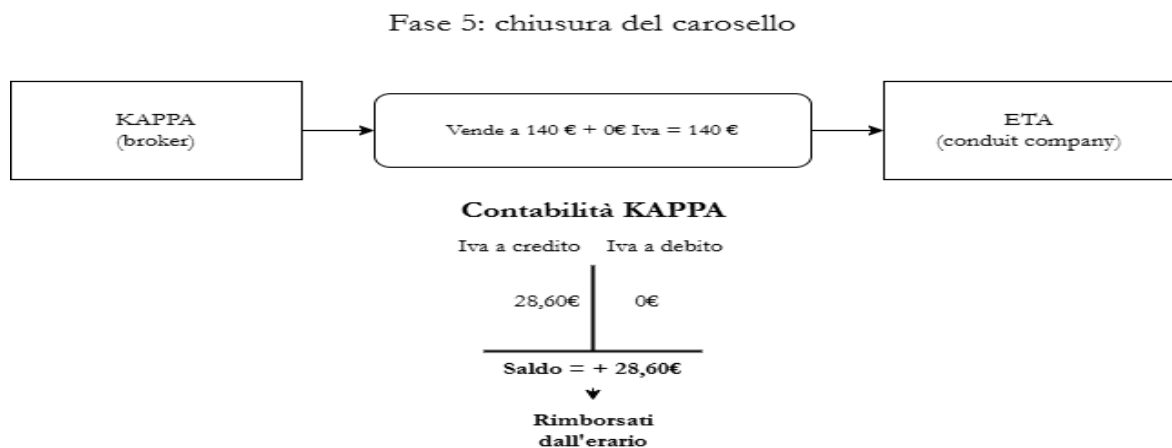 Fase 5: chiusura del carosello
KAPPA
(broker)
Vende a 140 € + 0€ Iva = 140 €
ETA
(conduit company)
Contabilità KAPPA
Iva a credito Iva a debito
28,60€ 0€
Saldo = + 28,60€
Rimborsati
dall'erario